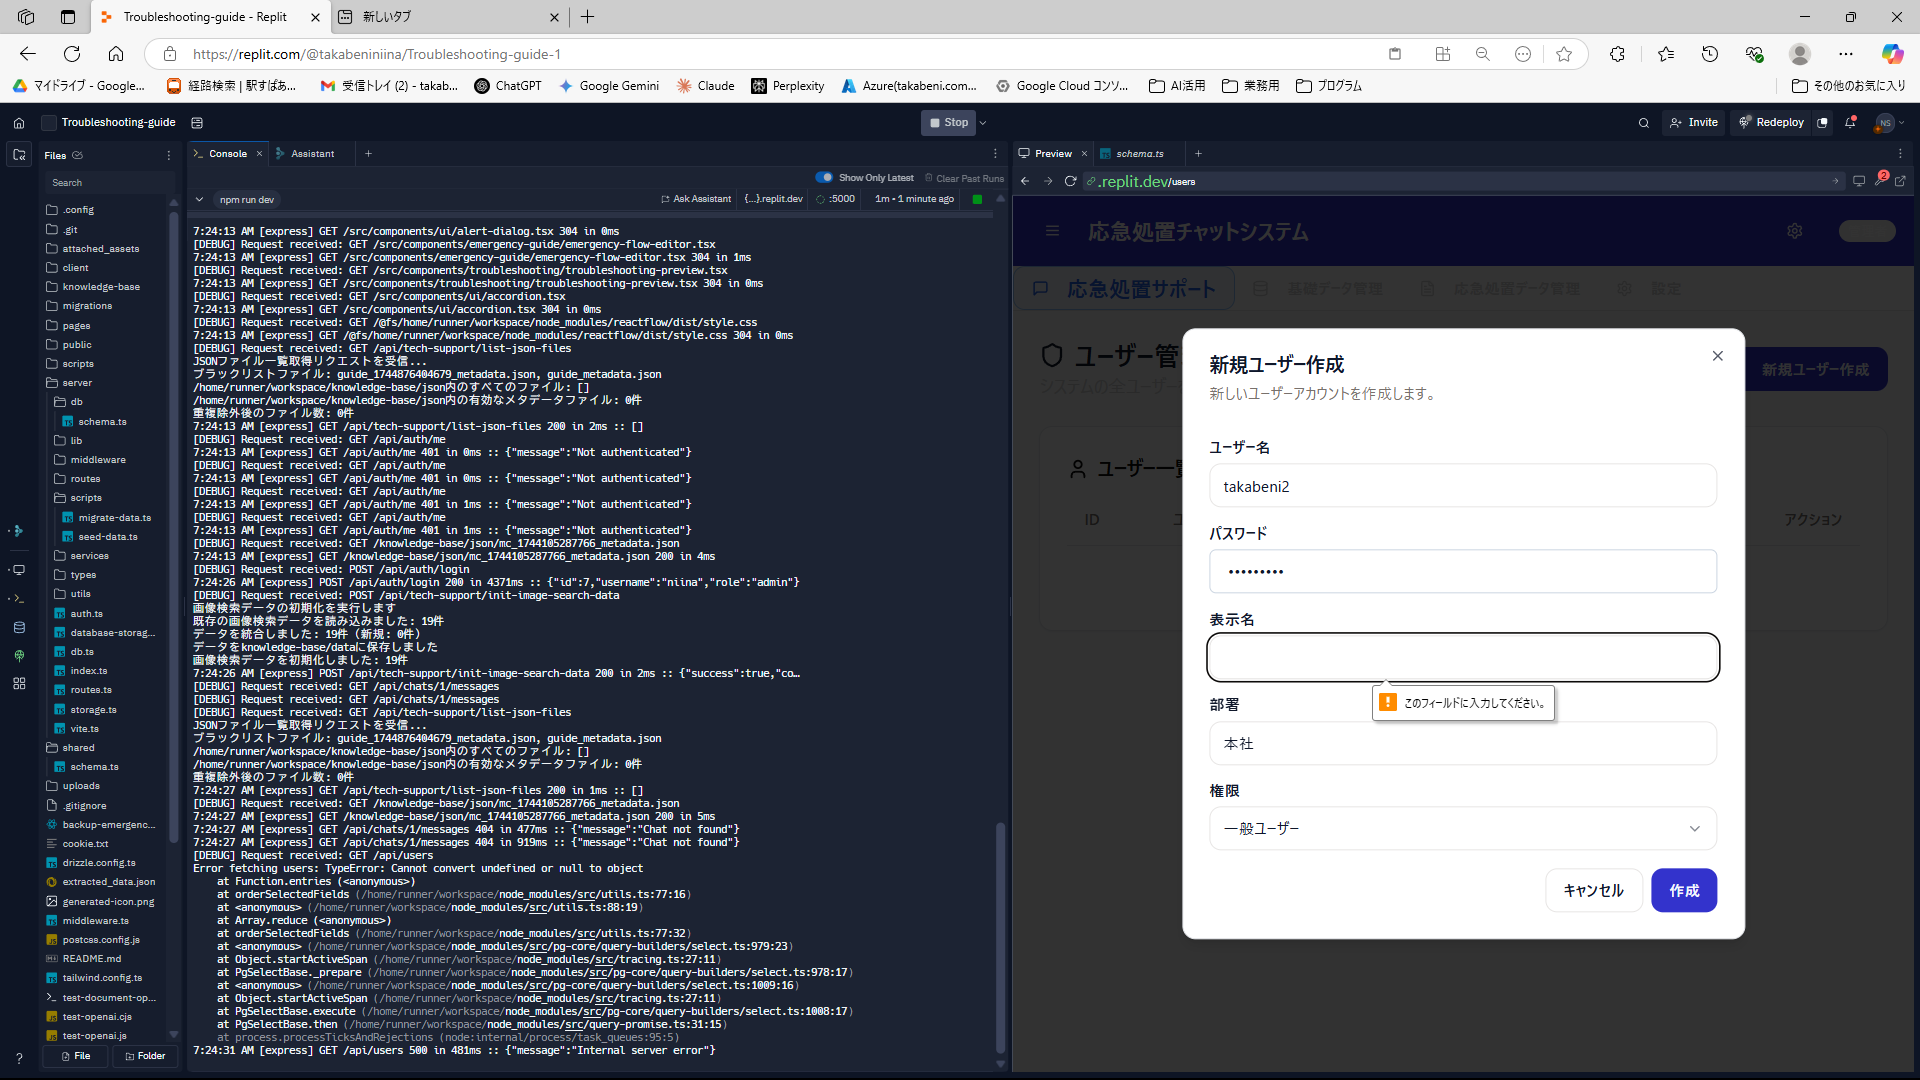 Troubleshooting-guide - Replit
新しいタブ
https://replit.com/@takabeniniina/Troubleshooting-guide-1
マイドライブ - Google...
経路検索 | 駅すぱあ...
受信トレイ (2) - takab...
ChatGPT
Google Gemini
Claude
Perplexity
Azure(takabeni.com...
Google Cloud コンソ...
AI活用
業務用
プログラム
その他のお気に入り
Troubleshooting-guide
Stop
Invite
Redeploy
NS
Files
Search
.config
.git
attached_assets
client
knowledge-base
migrations
pages
public
scripts
server
db
schema.ts
lib
middleware
routes
scripts
migrate-data.ts
seed-data.ts
services
types
utils
auth.ts
database-storag...
db.ts
index.ts
routes.ts
storage.ts
vite.ts
shared
schema.ts
uploads
.gitignore
backup-emergenc...
cookie.txt
drizzle.config.ts
extracted_data.json
generated-icon.png
middleware.ts
postcss.config.js
README.md
tailwind.config.ts
test-document-op...
test-openai.cjs
test-openai.js
File
Folder
Console
Assistant
Show Only Latest
Clear Past Runs
npm run dev
Ask Assistant
{...}.replit.dev
:5000
1m • 1 minute ago
7:24:13 AM [express] GET /src/components/ui/alert-dialog.tsx 304 in 0ms
[DEBUG] Request received: GET /src/components/emergency-guide/emergency-flow-editor.tsx
7:24:13 AM [express] GET /src/components/emergency-guide/emergency-flow-editor.tsx 304 in 1ms
[DEBUG] Request received: GET /src/components/troubleshooting/troubleshooting-preview.tsx
7:24:13 AM [express] GET /src/components/troubleshooting/troubleshooting-preview.tsx 304 in 0ms
[DEBUG] Request received: GET /src/components/ui/accordion.tsx
7:24:13 AM [express] GET /src/components/ui/accordion.tsx 304 in 0ms
[DEBUG] Request received: GET /@fs/home/runner/workspace/node_modules/reactflow/dist/style.css
7:24:13 AM [express] GET /@fs/home/runner/workspace/node_modules/reactflow/dist/style.css 304 in 0ms
[DEBUG] Request received: GET /api/tech-support/list-json-files
JSONファイル一覧取得リクエストを受信...
ブラックリストファイル: guide_1744876404679_metadata.json, guide_metadata.json
/home/runner/workspace/knowledge-base/json内のすべてのファイル: []
/home/runner/workspace/knowledge-base/json内の有効なメタデータファイル: 0件
重複除外後のファイル数: 0件
7:24:13 AM [express] GET /api/tech-support/list-json-files 200 in 2ms :: []
[DEBUG] Request received: GET /api/auth/me
7:24:13 AM [express] GET /api/auth/me 401 in 0ms :: {"message":"Not authenticated"}
[DEBUG] Request received: GET /api/auth/me
7:24:13 AM [express] GET /api/auth/me 401 in 0ms :: {"message":"Not authenticated"}
[DEBUG] Request received: GET /api/auth/me
7:24:13 AM [express] GET /api/auth/me 401 in 1ms :: {"message":"Not authenticated"}
[DEBUG] Request received: GET /api/auth/me
7:24:13 AM [express] GET /api/auth/me 401 in 1ms :: {"message":"Not authenticated"}
[DEBUG] Request received: GET /knowledge-base/json/mc_1744105287766_metadata.json
7:24:13 AM [express] GET /knowledge-base/json/mc_1744105287766_metadata.json 200 in 4ms
[DEBUG] Request received: POST /api/auth/login
7:24:26 AM [express] POST /api/auth/login 200 in 4371ms :: {"id":7,"username":"niina","role":"admin"}
[DEBUG] Request received: POST /api/tech-support/init-image-search-data
画像検索データの初期化を実行します
既存の画像検索データを読み込みました: 19件
データを統合しました: 19件 (新規: 0件)
データをknowledge-base/dataに保存しました
画像検索データを初期化しました: 19件
7:24:26 AM [express] POST /api/tech-support/init-image-search-data 200 in 2ms :: {"success":true,"co…
[DEBUG] Request received: GET /api/chats/1/messages
[DEBUG] Request received: GET /api/chats/1/messages
[DEBUG] Request received: GET /api/tech-support/list-json-files
JSONファイル一覧取得リクエストを受信...
ブラックリストファイル: guide_1744876404679_metadata.json, guide_metadata.json
/home/runner/workspace/knowledge-base/json内のすべてのファイル: []
/home/runner/workspace/knowledge-base/json内の有効なメタデータファイル: 0件
重複除外後のファイル数: 0件
7:24:27 AM [express] GET /api/tech-support/list-json-files 200 in 1ms :: []
[DEBUG] Request received: GET /knowledge-base/json/mc_1744105287766_metadata.json
7:24:27 AM [express] GET /knowledge-base/json/mc_1744105287766_metadata.json 200 in 5ms
7:24:27 AM [express] GET /api/chats/1/messages 404 in 477ms :: {"message":"Chat not found"}
7:24:27 AM [express] GET /api/chats/1/messages 404 in 919ms :: {"message":"Chat not found"}
[DEBUG] Request received: GET /api/users
Error fetching users: TypeError: Cannot convert undefined or null to object
at Function.entries (<anonymous>)
at orderSelectedFields (/home/runner/workspace/node_modules/src/utils.ts:77:16)
at <anonymous> (/home/runner/workspace/node_modules/src/utils.ts:88:19)
at Array.reduce (<anonymous>)
at orderSelectedFields (/home/runner/workspace/node_modules/src/utils.ts:77:32)
at <anonymous> (/home/runner/workspace/node_modules/src/pg-core/query-builders/select.ts:979:23)
at Object.startActiveSpan (/home/runner/workspace/node_modules/src/tracing.ts:27:11)
at PgSelectBase._prepare (/home/runner/workspace/node_modules/src/pg-core/query-builders/select.ts:978:17)
at <anonymous> (/home/runner/workspace/node_modules/src/pg-core/query-builders/select.ts:1009:16)
at Object.startActiveSpan (/home/runner/workspace/node_modules/src/tracing.ts:27:11)
at PgSelectBase.execute (/home/runner/workspace/node_modules/src/pg-core/query-builders/select.ts:1008:17)
at PgSelectBase.then (/home/runner/workspace/node_modules/src/query-promise.ts:31:15)
at process.processTicksAndRejections (node:internal/process/task_queues:95:5)
7:24:31 AM [express] GET /api/users 500 in 481ms :: {"message":"Internal server error"}
Preview
schema.ts
.replit.dev/users
2
応急処置チャットシステム
応急処置サポート
基礎データ管理
応急処置データ管理
設定
ユーザー管
システムの全ユーザー
新規ユーザー作成
ユーザー一覧
ID
ユ
アクション
新規ユーザー作成
新しいユーザーアカウントを作成します。
ユーザー名
takabeni2
パスワード
•••••••••
表示名
このフィールドに入力してください。
部署
本社
権限
一般ユーザー
キャンセル
作成